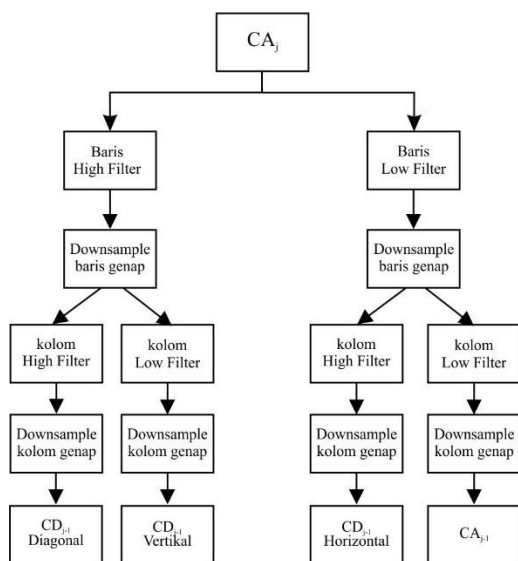 CAj
Baris
High Filter
Baris
Low Filter
Downsample
baris genap
Downsample
baris genap
kolom
High Filter
kolom
Low Filter
kolom
High Filter
kolom
Low Filter
Downsample
kolom genap
Downsample
kolom genap
Downsample
kolom genap
Downsample
kolom genap
CDj-1
Diagonal
CDj-1
Vertikal
CDj-1
Horizontal
CAj-1